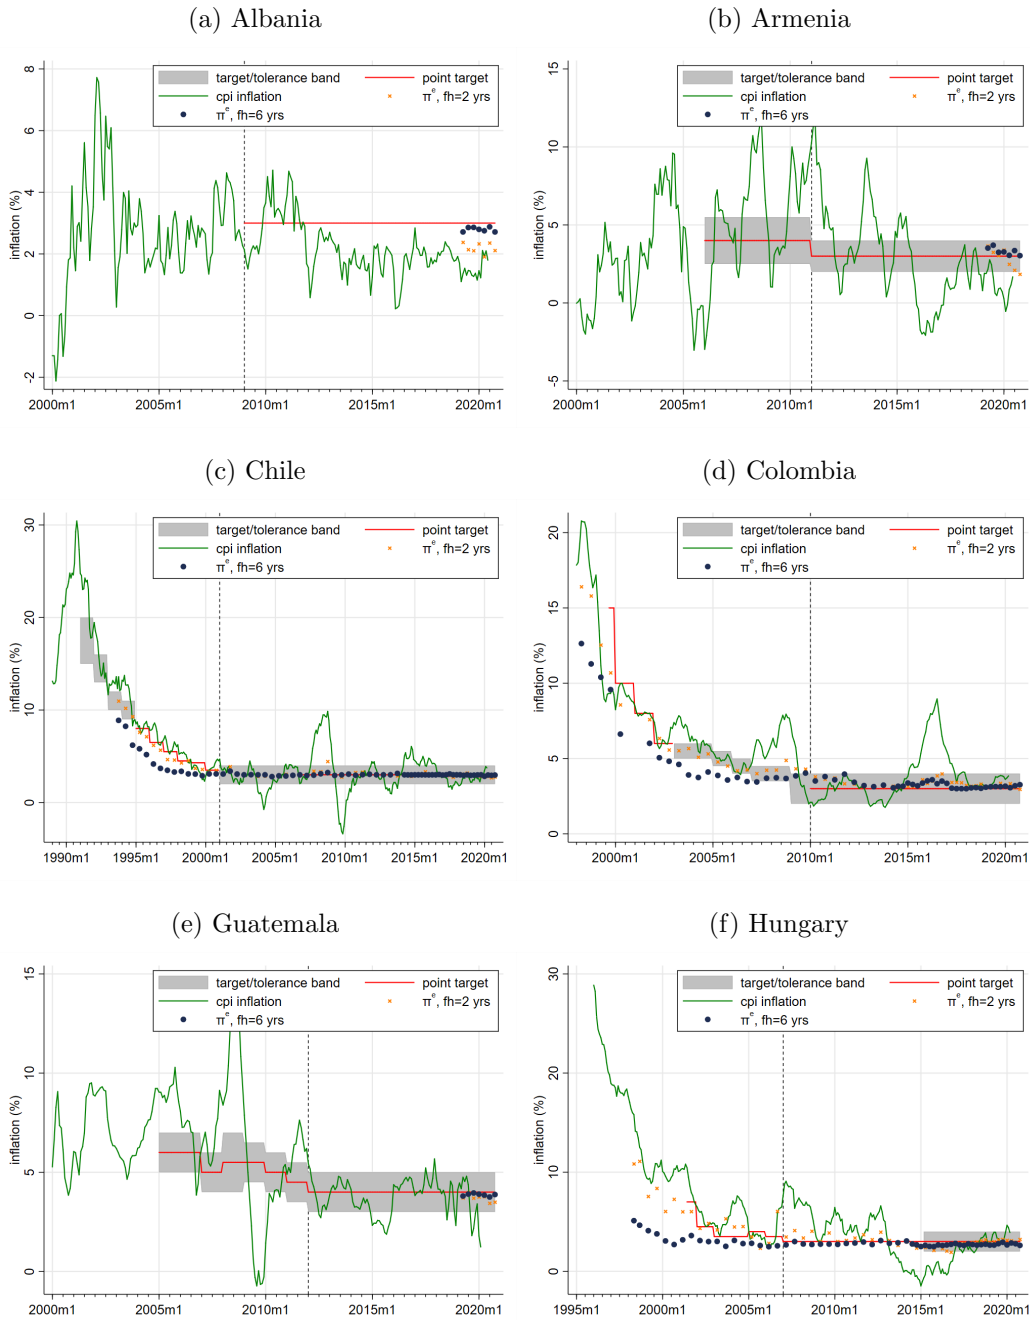 (a) Albania
target/tolerance band
point target
cpi inflation
π^e, fh=2 yrs
π^e, fh=6 yrs
inflation (%)
8
6
4
2
0
-2
2000m1 2005m1 2010m1 2015m1 2020m1
(b) Armenia
target/tolerance band
point target
cpi inflation
π^e, fh=2 yrs
π^e, fh=6 yrs
inflation (%)
15
10
5
0
-5
2000m1 2005m1 2010m1 2015m1 2020m1
(c) Chile
target/tolerance band
point target
cpi inflation
π^e, fh=2 yrs
π^e, fh=6 yrs
inflation (%)
30
20
10
0
1990m1 1995m1 2000m1 2005m1 2010m1 2015m1 2020m1
(d) Colombia
target/tolerance band
point target
cpi inflation
π^e, fh=2 yrs
π^e, fh=6 yrs
inflation (%)
20
15
10
5
0
2000m1 2005m1 2010m1 2015m1 2020m1
(e) Guatemala
target/tolerance band
point target
cpi inflation
π^e, fh=2 yrs
π^e, fh=6 yrs
inflation (%)
15
10
5
0
2000m1 2005m1 2010m1 2015m1 2020m1
(f) Hungary
target/tolerance band
point target
cpi inflation
π^e, fh=2 yrs
π^e, fh=6 yrs
inflation (%)
30
20
10
0
1995m1 2000m1 2005m1 2010m1 2015m1 2020m1